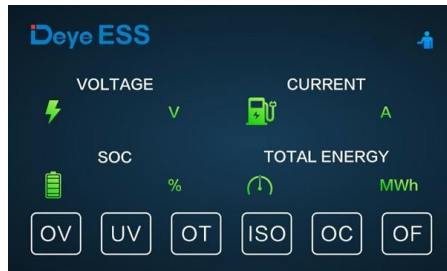 Deye ESS
VOLTAGE CURRENT
V A
SOC TOTAL ENERGY
% MWh
OV UV OT ISO OC OF